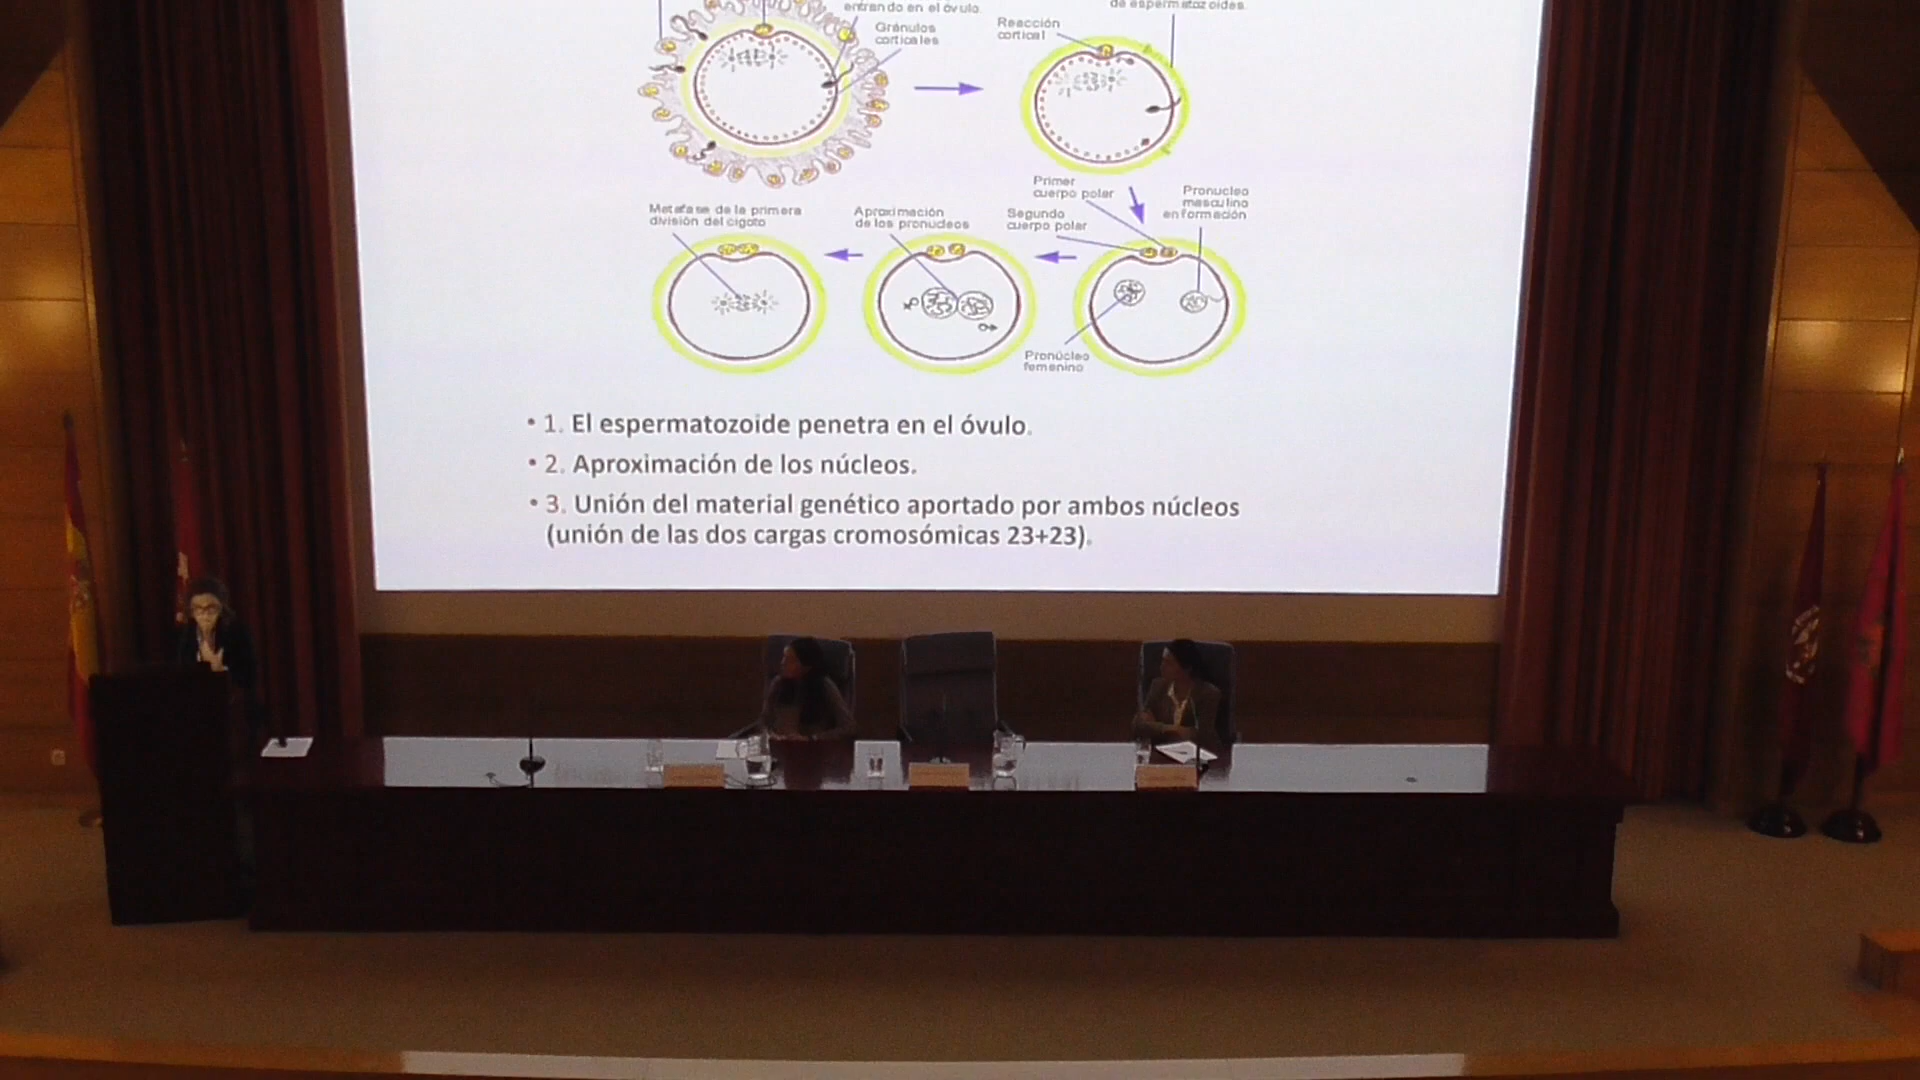 entrando en el óvulo.
de espermatozoides.
Gránulos
corticales
Reacción
cortical
Primer
cuerpo polar
Pronucleo
masculino
en formación
Metafase de la primera
división del cigoto
Aproximación
de los pronucleos
Segundo
cuerpo polar
Pronúcleo
femenino
• 1. El espermatozoide penetra en el óvulo.
• 2. Aproximación de los núcleos.
• 3. Unión del material genético aportado por ambos núcleos
(unión de las dos cargas cromosómicas 23+23).